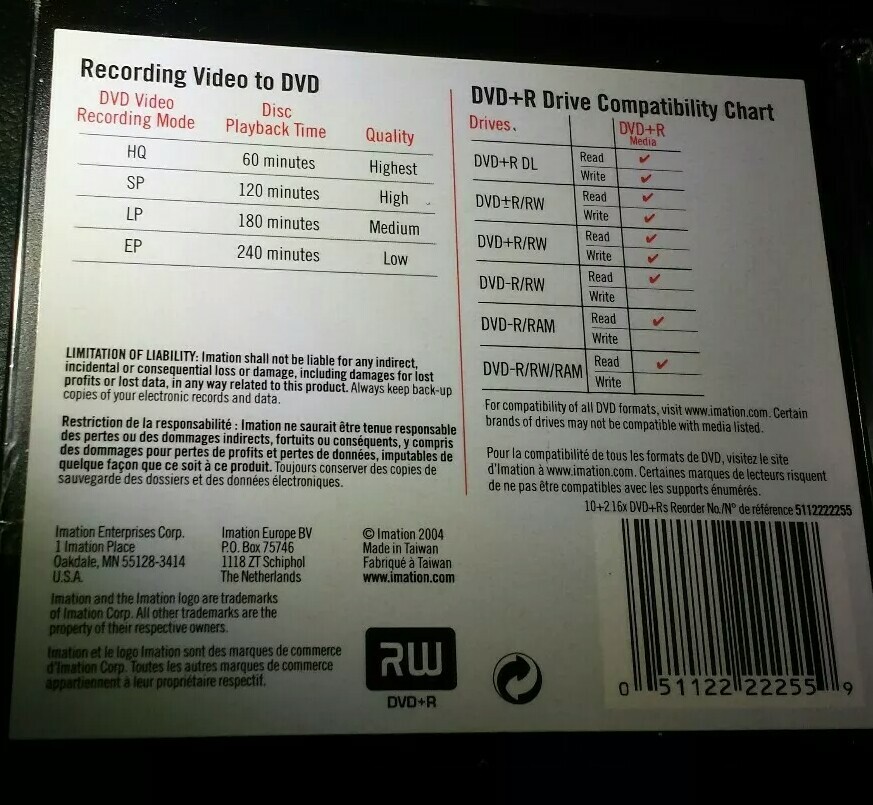 Recording Video to DVD
DVD Video Recording Mode Disc Playback Time Quality
HQ 60 minutes Highest
SP 120 minutes High
LP 180 minutes Medium
EP 240 minutes Low
LIMITATION OF LIABILITY: Imation shall not be liable for any indirect,
incidental or consequential loss or damage, including damages for lost
profits or lost data, in any way related to this product. Always keep back-up
copies of your electronic records and data.
Restriction de la responsabilité : Imation ne saurait être tenue responsable
des pertes ou des dommages indirects, fortuits ou conséquents, y compris
des dommages pour pertes de profits et pertes de données, imputables de
quelque façon que ce soit à ce produit. Toujours conserver des copies de
sauvegarde des dossiers et des données électroniques.
DVD+R Drive Compatibility Chart
Drives. DVD+R
Media
DVD+R DL Read ✓
Write ✓
DVD±R/RW Read ✓
Write ✓
DVD+R/RW Read ✓
Write ✓
DVD-R/RW Read ✓
Write
DVD-R/RAM Read ✓
Write
DVD-R/RW/RAM Read ✓
Write
For compatibility of all DVD formats, visit www.imation.com. Certain
brands of drives may not be compatible with media listed.
Pour la compatibilité de tous les formats de DVD, visitez le site
d'Imation à www.imation.com. Certaines marques de lecteurs risquent
de ne pas être compatibles avec les supports énumérés.
10+2 16x DVD+Rs Reorder No./N° de référence 5112222255
Imation Enterprises Corp.
1 Imation Place
Oakdale, MN 55128-3414
U.S.A.
Imation Europe BV
P.O. Box 75746
1118 ZT Schiphol
The Netherlands
© Imation 2004
Made in Taiwan
Fabriqué à Taiwan
www.imation.com
Imation and the Imation logo are trademarks
of Imation Corp. All other trademarks are the
property of their respective owners.
Imation et le logo Imation sont des marques de commerce
d'Imation Corp. Toutes les autres marques de commerce
appartiennent à leur propriétaire respectif.
RW
DVD+R
0 51122 22255 9